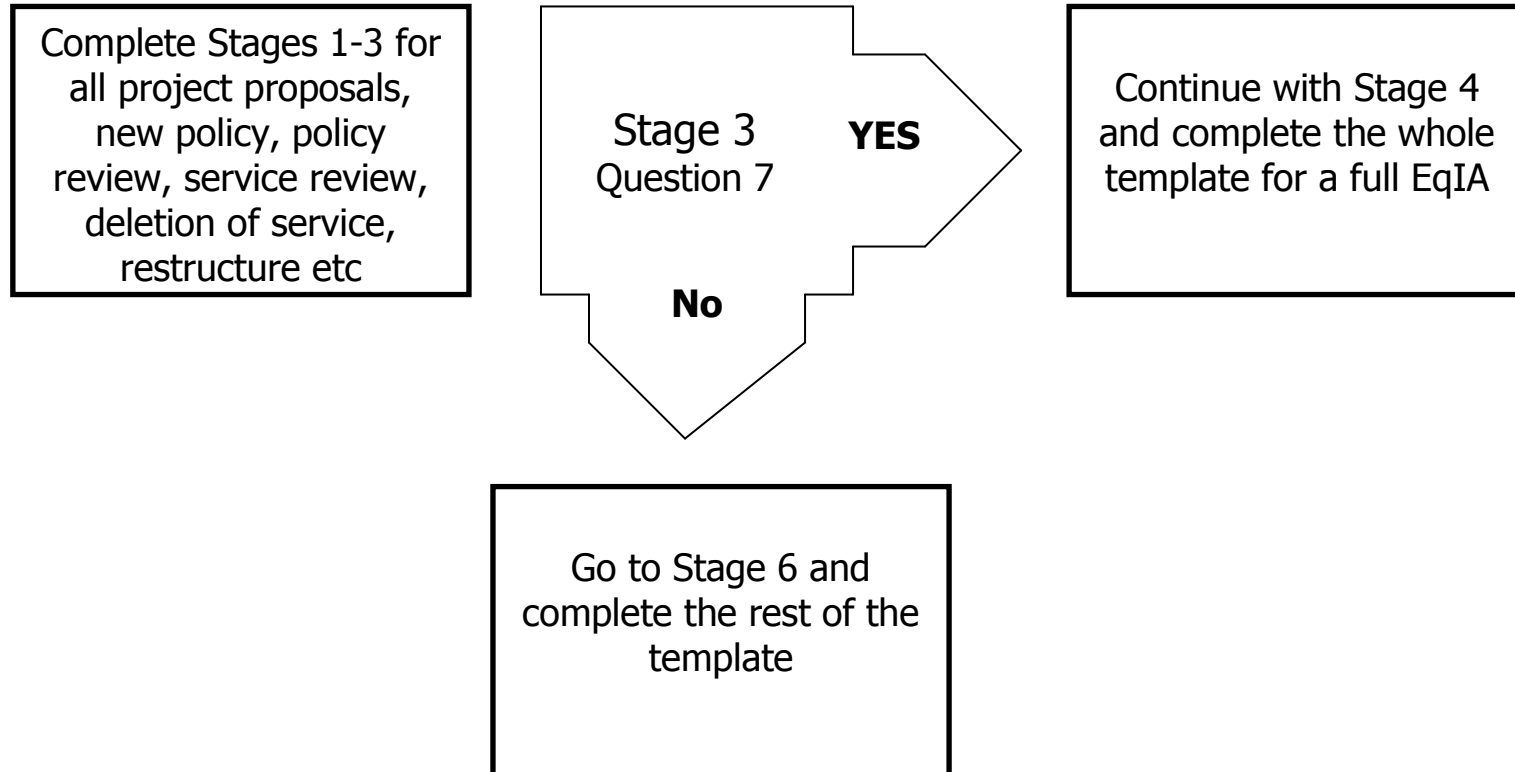 Complete Stages 1-3 for
all project proposals,
new policy, policy
review, service review,
deletion of service,
restructure etc
Stage 3
Question 7
YES
No
Continue with Stage 4
and complete the whole
template for a full EqIA
Go to Stage 6 and
complete the rest of the
template